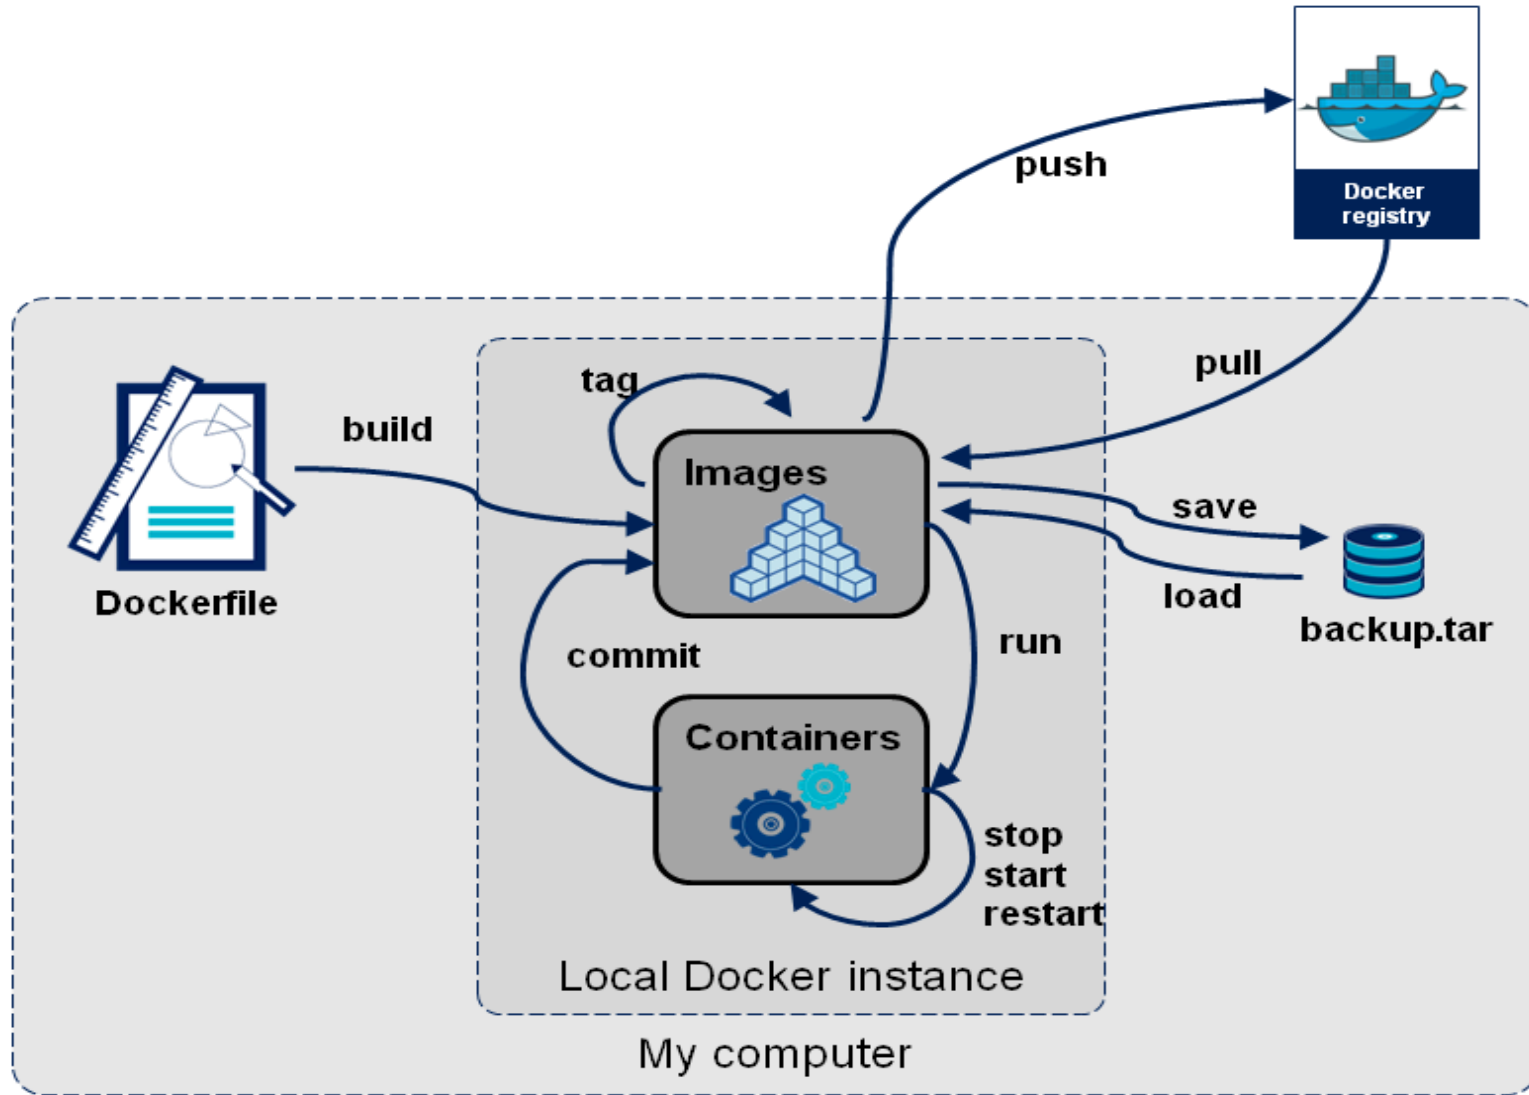 push
Docker
registry
pull
tag
build
Images
save
load
Dockerfile
backup.tar
commit
run
Containers
stop
start
restart
Local Docker instance
My computer